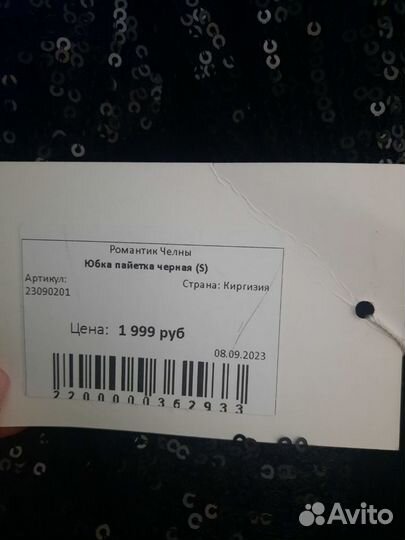 Романтик Челны
Юбка пайетка черная (S)
Артикул:
23090201
Страна: Киргизия
Цена: 1 999 руб
08.09.2023
2200000362933
Avito